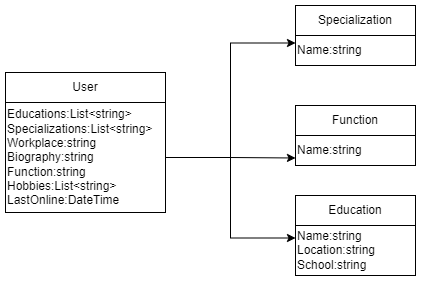 User
Educations:List<string>
Specializations:List<string>
Workplace:string
Biography:string
Function:string
Hobbies:List<string>
LastOnline:DateTime
Specialization
Name:string
Function
Name:string
Education
Name:string
Location:string
School:string